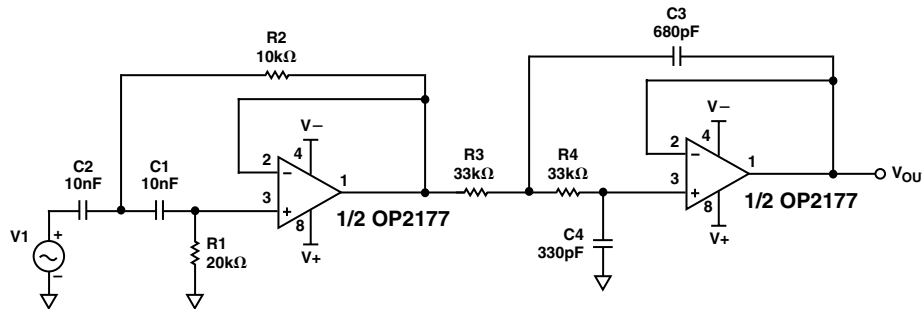 C3
680pF
R2
10kΩ
V−
V−
C2
10nF
C1
10nF
2
4
1
3
8
V+
1/2 OP2177
R3
33kΩ
R4
33kΩ
2
4
1
3
8
V+
1/2 OP2177
VOU
V1
+
−
R1
20kΩ
C4
330pF
−
+
−
+